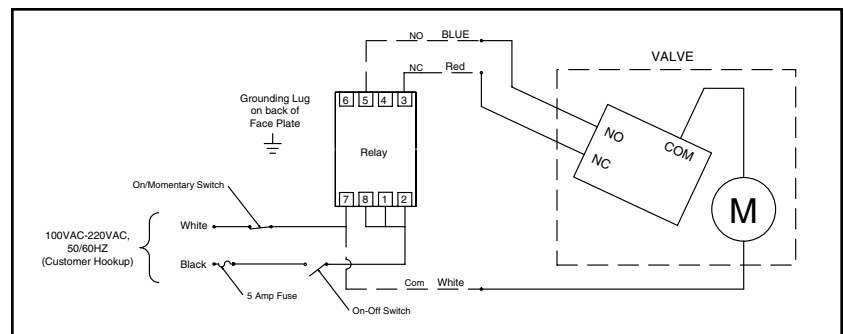 NO BLUE
NC Red
VALVE
Grounding Lug
on back of
Face Plate
6 5 4 3
Relay
7 8 1 2
NO
NC
COM
M
On/Momentary Switch
White
100VAC-220VAC,
50/60HZ
(Customer Hookup)
Black
5 Amp Fuse
On-Off Switch
Com White